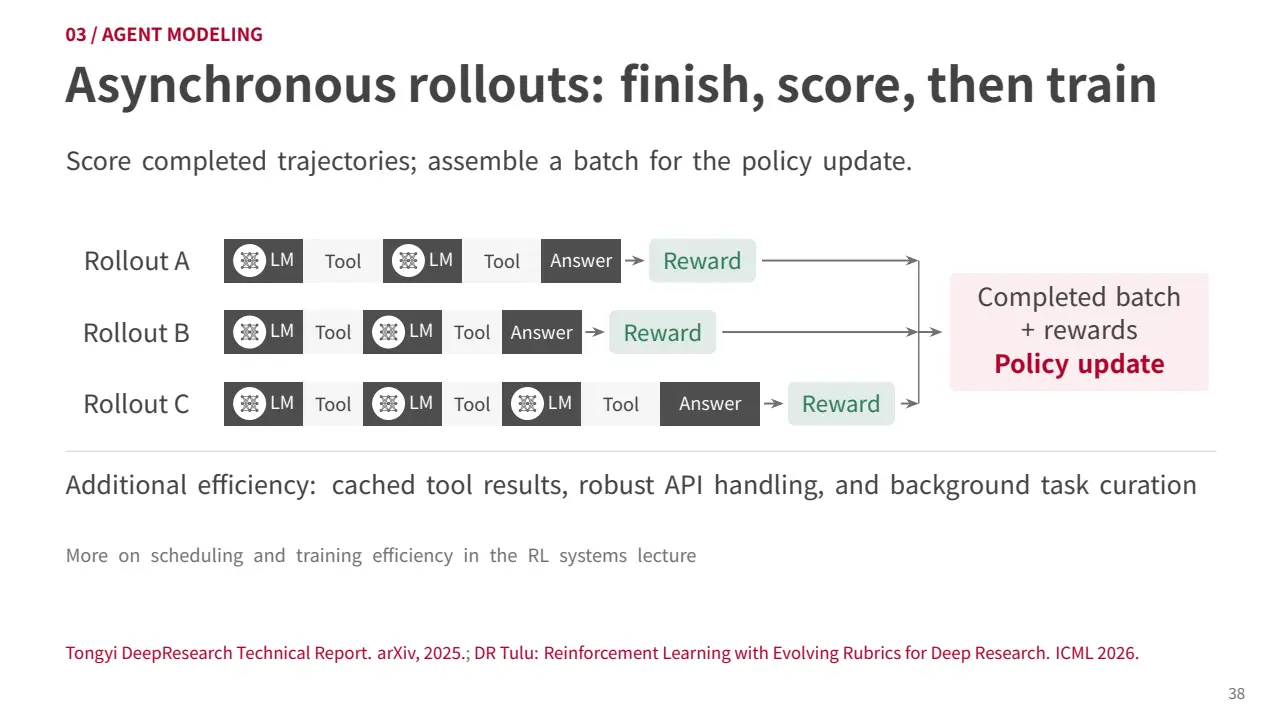 03 / AGENT MODELING
Asynchronous rollouts: finish, score, then train
Score completed trajectories; assemble a batch for the policy update.
Rollout A LM Tool LM Tool Answer Reward
Rollout B LM Tool LM Tool Answer Reward
Rollout C LM Tool LM Tool LM Tool Answer Reward
Completed batch
+ rewards
Policy update
Additional efficiency: cached tool results, robust API handling, and background task curation
More on scheduling and training efficiency in the RL systems lecture
Tongyi DeepResearch Technical Report. arXiv, 2025.; DR Tulu: Reinforcement Learning with Evolving Rubrics for Deep Research. ICML 2026.
38